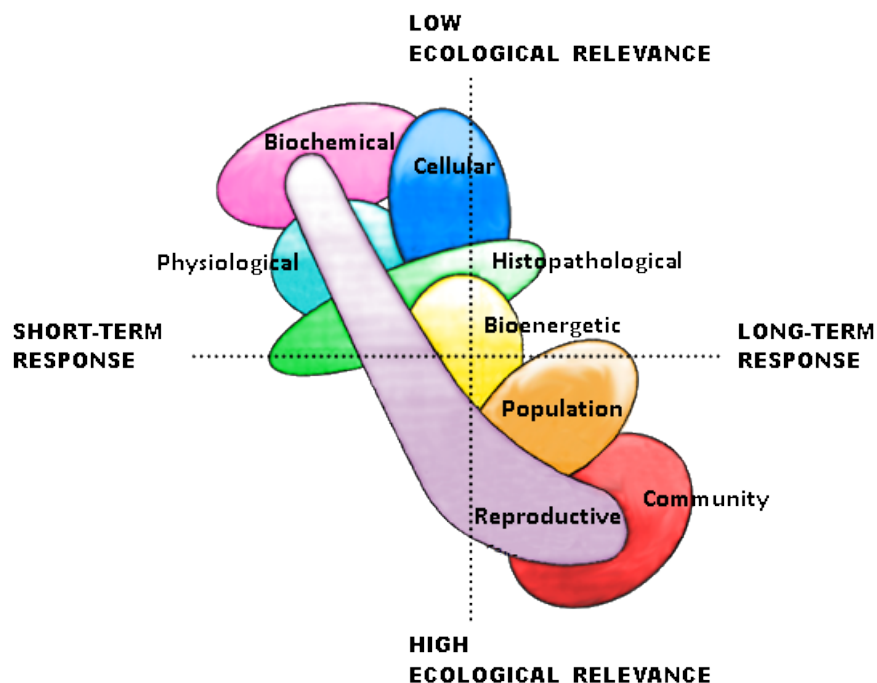 LOW
ECOLOGICAL RELEVANCE
Biochemical
Cellular
Physiological
Histopathological
SHORT-TERM
RESPONSE
Bioenergetic
LONG-TERM
RESPONSE
Population
Community
Reproductive
HIGH
ECOLOGICAL RELEVANCE